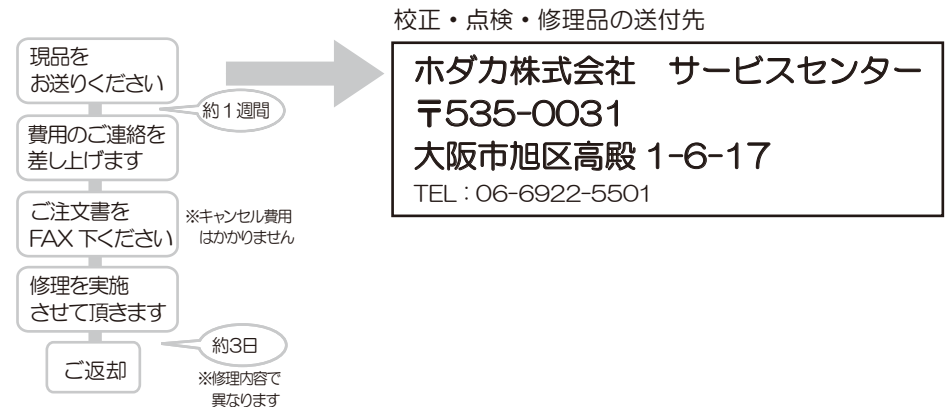 校正・点検・修理品の送付先
現品を
お送りください
約1週間
費用のご連絡を
差し上げます
ご注文書を
FAX 下ください
※キャンセル費用
はかかりません
修理を実施
させて頂きます
約3日
ご返却
※修理内容で
異なります
ホダカ株式会社　サービスセンター
〒535-0031
大阪市旭区高殿 1-6-17
TEL：06-6922-5501